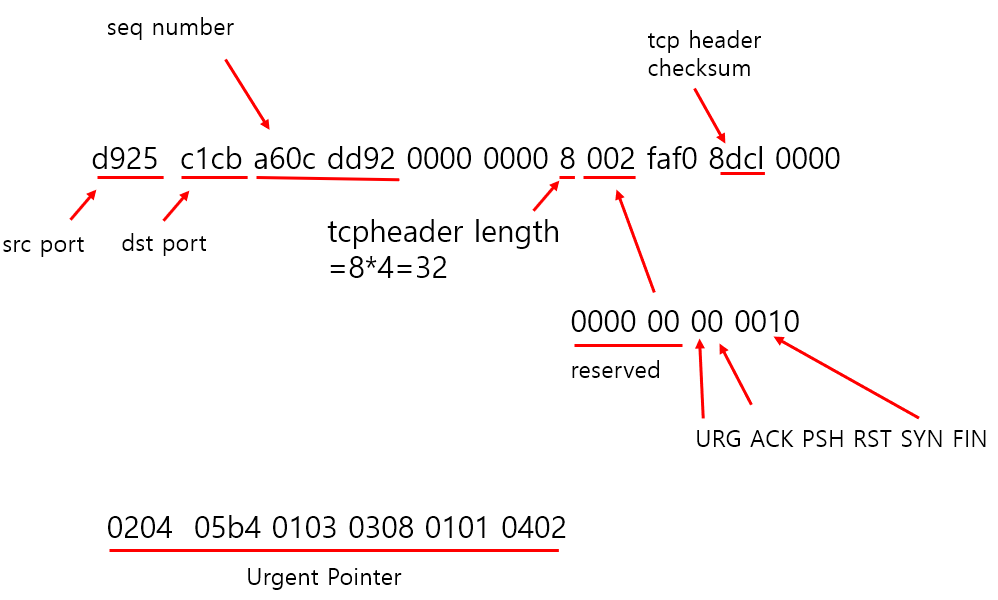 seq number
tcp header
checksum
d925 c1cb a60c dd92 0000 0000 8 002 faf0 8dcl 0000
src port
dst port
tcpheader length
=8*4=32
0000 00 00 0010
reserved
URG ACK PSH RST SYN FIN
0204 05b4 0103 0308 0101 0402
Urgent Pointer